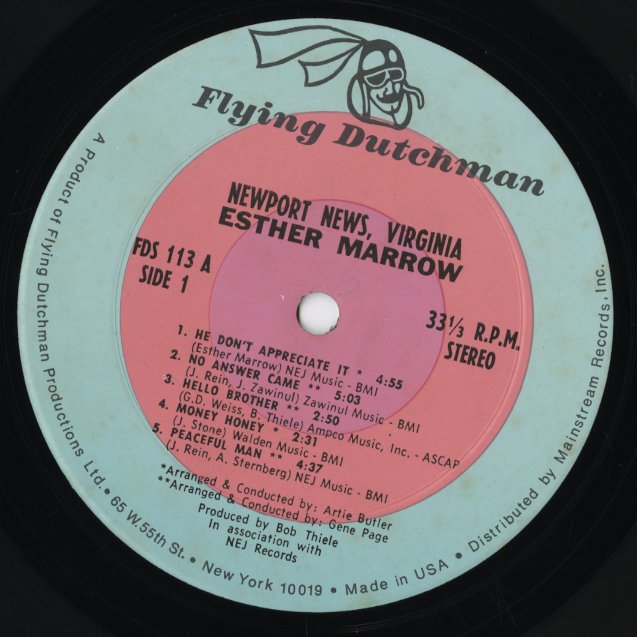 Flying Dutchman
NEWPORT NEWS, VIRGINIA
ESTHER MARROW
FDS 113 A
SIDE 1
33⅓ R.P.M.
STEREO
1. HE DON'T APPRECIATE IT * 4:55
(Esther Marrow) NEJ Music - BMI
2. NO ANSWER CAME ** 5:03
(J. Rein, J. Zawinul) Zawinul Music - BMI
3. HELLO BROTHER ** 2:50
(G.D. Weiss, B. Thiele) Ampco Music, Inc. - ASCAP
4. MONEY HONEY * 2:31
(J. Stone) Walden Music - BMI
5. PEACEFUL MAN ** 4:37
(J. Rein, A. Sternberg) NEJ Music - BMI
*Arranged & Conducted by: Artie Butler
**Arranged & Conducted by: Gene Page
Produced by Bob Thiele
In association with
NEJ Records
A Product of Flying Dutchman Productions Ltd. • 65 W. 55th St. • New York 10019 • Made in USA • Distributed by Mainstream Records, Inc.